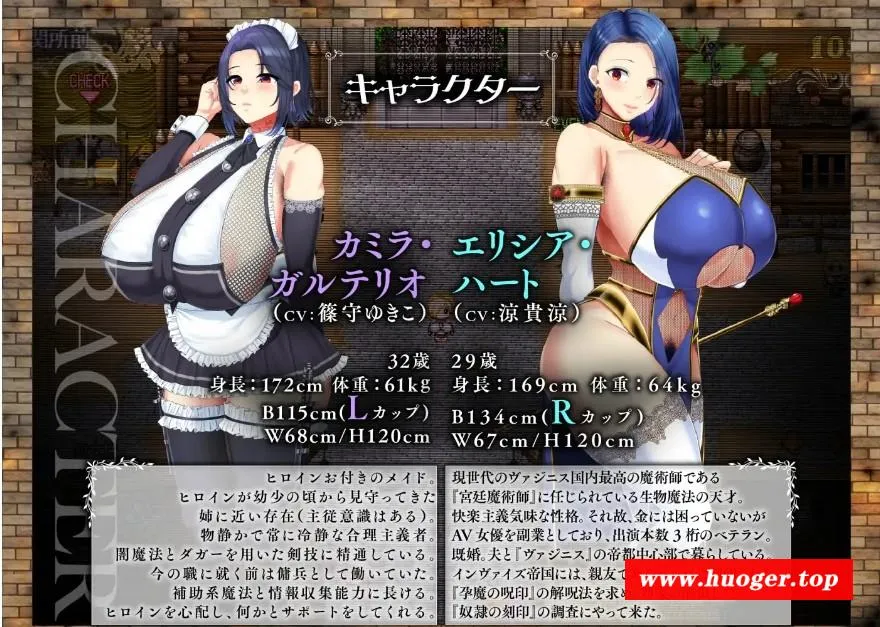 関所前
CHECK
CHARACTER
キャラクター
カミラ・
ガルテリオ
(CV:篠守ゆきこ)
32歳
身長:172cm 体重:61kg
B115cm(Lカップ)
W68cm/H120cm
ヒロインお付きのメイド。
ヒロインが幼少の頃から見守ってきた
姉に近い存在(主従意識はある)。
物静かで常に冷静な合理主義者。
闇魔法とダガーを用いた剣技に精通している。
今の職に就く前は傭兵として働いていた。
補助系魔法と情報収集能力に長ける。
ヒロインを心配し、何かとサポートをしてくれる。
エリシア・
ハート
(CV:涼貴涼)
29歳
身長:169cm 体重:64kg
B134cm(Rカップ)
W67cm/H120cm
現世代のヴァジニス国内最高の魔術師である
『宮廷魔術師』に任じられている生物魔法の天才。
快楽主義気味な性格。それ故、金には困っていないが
AV女優を副業としており、出演本数3桁のベテラン。
既婚。夫と『ヴァジニス』の帝都中心部で暮らしている。
インヴァイズ帝国には、親友で
『孕魔の呪印』の解呪法を求め
『奴隷の刻印』の調査にやって来た。
www.huoger.top